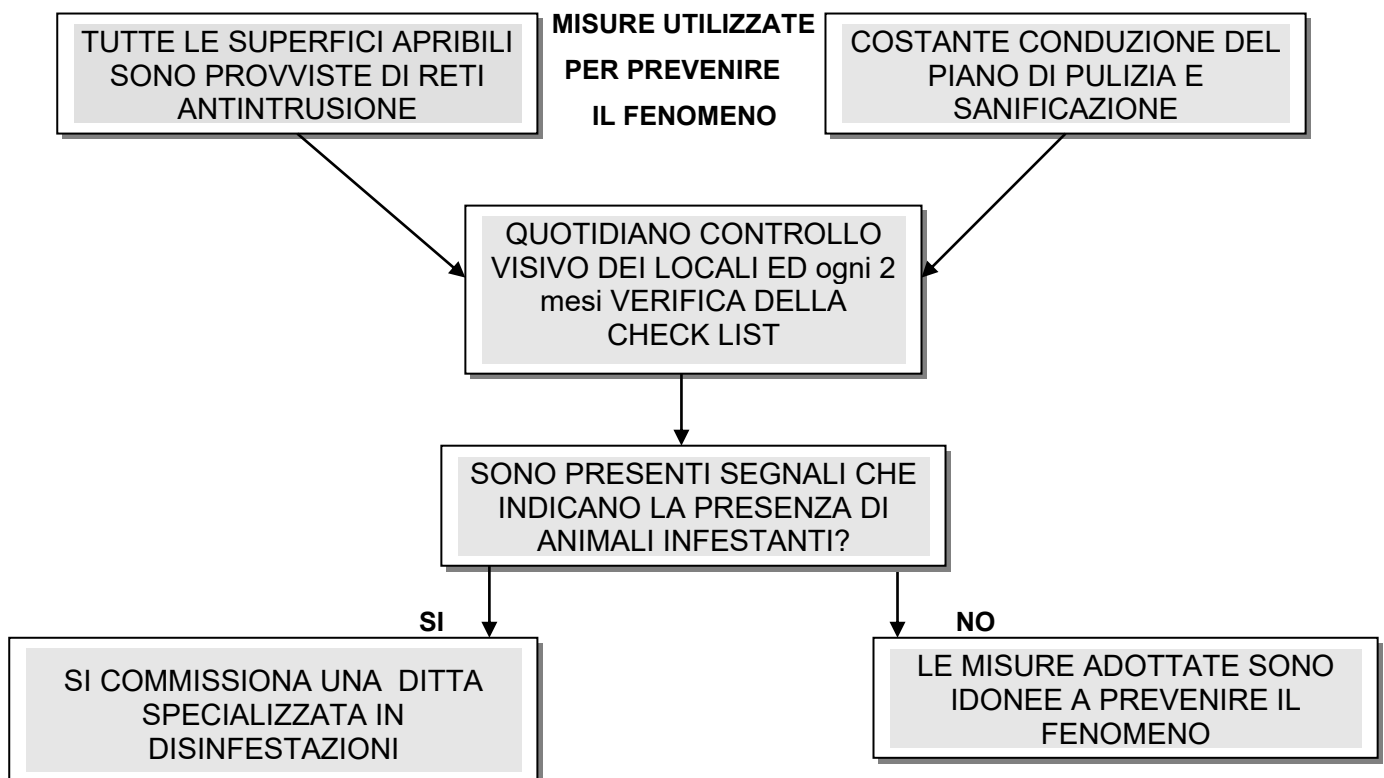 TUTTE LE SUPERFICI APRIBILI
SONO PROVVISTE DI RETI
ANTINTRUSIONE
MISURE UTILIZZATE
PER PREVENIRE
IL FENOMENO
COSTANTE CONDUZIONE DEL
PIANO DI PULIZIA E
SANIFICAZIONE
QUOTIDIANO CONTROLLO
VISIVO DEI LOCALI ED ogni 2
mesi VERIFICA DELLA
CHECK LIST
SONO PRESENTI SEGNALI CHE
INDICANO LA PRESENZA DI
ANIMALI INFESTANTI?
SI
NO
SI COMMISSIONA UNA DITTA
SPECIALIZZATA IN
DISINFESTAZIONI
LE MISURE ADOTTATE SONO
IDONEE A PREVENIRE IL
FENOMENO